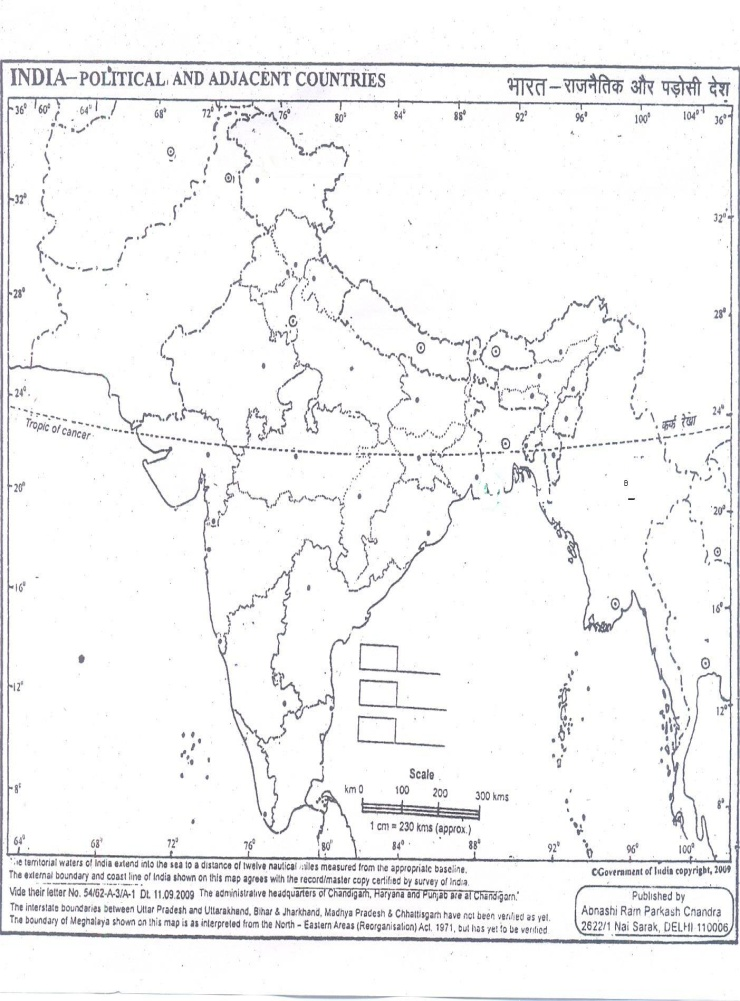 INDIA—POLITICAL AND ADJACENT COUNTRIES
भारत – राजनैतिक और पड़ोसी देश
36° 60° 64° 68° 72° 76° 80° 84° 88° 92° 96° 100° 104° 36°
32° 32°
28° 28°
24° 24°
Tropic of cancer
कर्क रेखा
B
20° 20°
16° 16°
12° 12°
Scale
km 0 100 200 300 kms
8° 8°
1 cm = 230 kms (approx.)
64° 68° 72° 76° 80° 84° 88° 92° 96° 100°
The territorial waters of India extend into the sea to a distance of twelve nautical miles measured from the appropriate baseline.
©Government of India copyright, 2009
The external boundary and coast line of India shown on this map agrees with the record/master copy certified by survey of India.
Vide their letter No. 54/62-A-3/A-1 Dt. 11.09.2009 The administrative headquarters of Chandigarh, Haryana and Punjab are at Chandigarh."
The interstate boundaries between Uttar Pradesh and Uttarakhand, Bihar & Jharkhand, Madhya Pradesh & Chhattisgarh have not been verified as yet.
The boundary of Meghalaya shown on this map is as interpreted from the North – Eastern Areas (Reorganisation) Act. 1971, but has yet to be verified
Published by
Abnashi Ram Parkash Chandra
2622/1 Nai Sarak, DELHI 110006